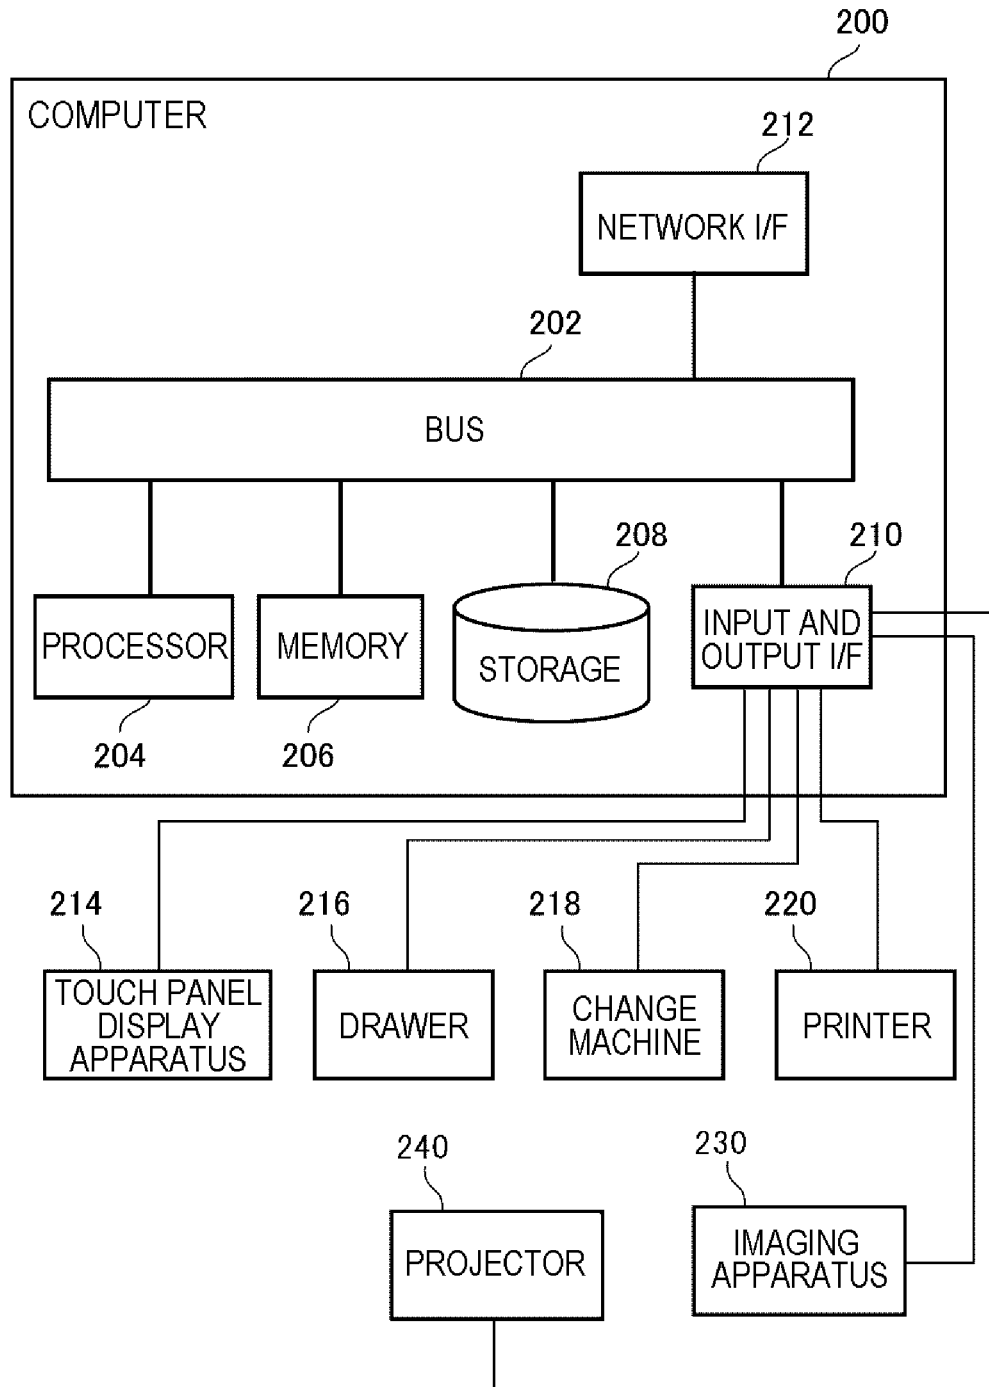 200
COMPUTER
212
NETWORK I/F
202
BUS
208
210
PROCESSOR
MEMORY
STORAGE
INPUT AND
OUTPUT I/F
204
206
214
216
218
220
TOUCH PANEL
DISPLAY
APPARATUS
DRAWER
CHANGE
MACHINE
PRINTER
240
230
PROJECTOR
IMAGING
APPARATUS